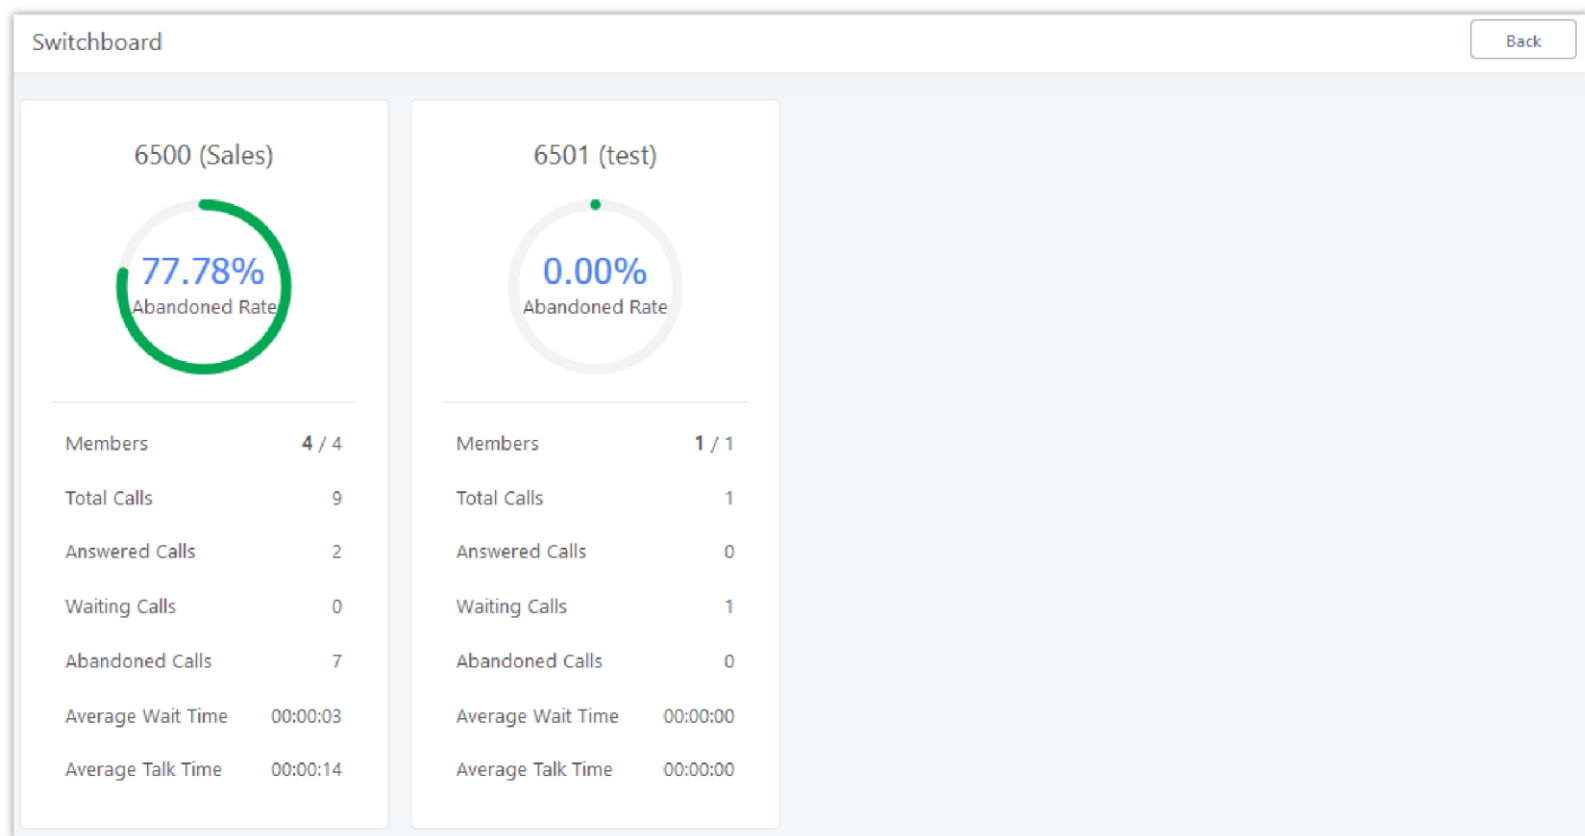 Switchboard
Back
6500 (Sales)
77.78%
Abandoned Rate
Members 4 / 4
Total Calls 9
Answered Calls 2
Waiting Calls 0
Abandoned Calls 7
Average Wait Time 00:00:03
Average Talk Time 00:00:14
6501 (test)
0.00%
Abandoned Rate
Members 1 / 1
Total Calls 1
Answered Calls 0
Waiting Calls 1
Abandoned Calls 0
Average Wait Time 00:00:00
Average Talk Time 00:00:00